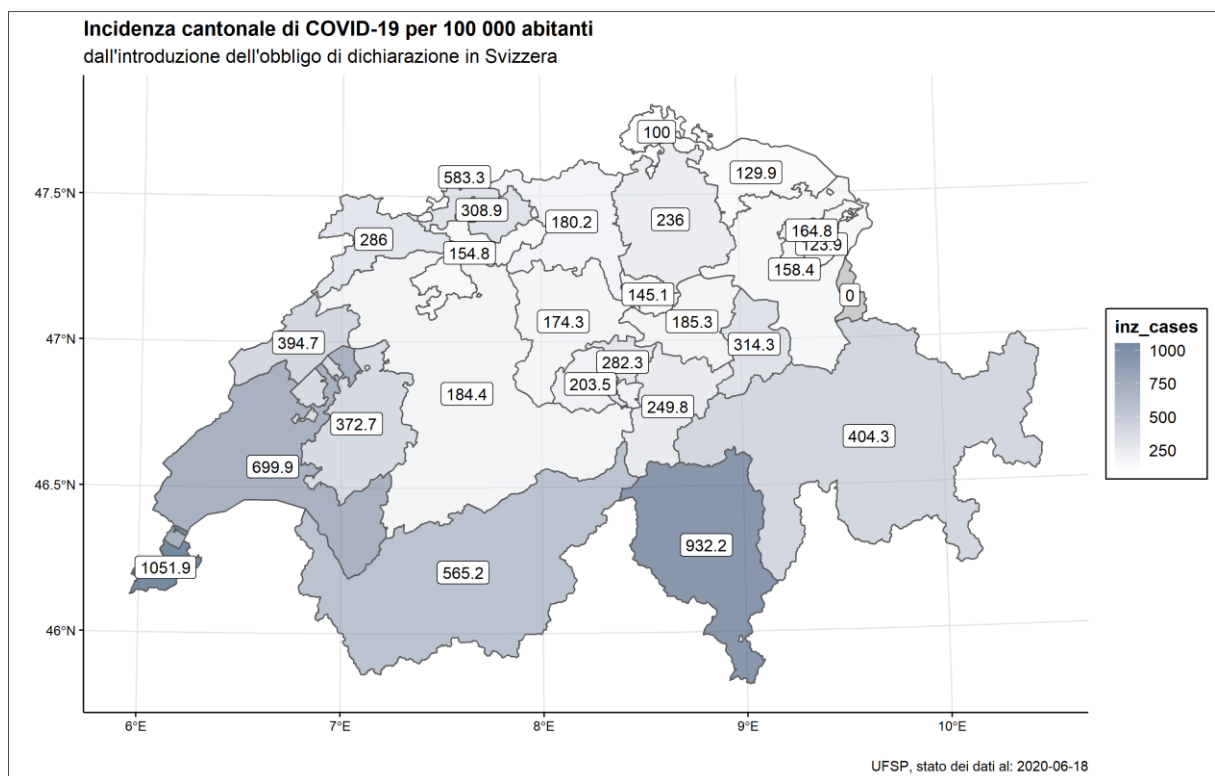 Incidenza cantonale di COVID-19 per 100 000 abitanti
dall'introduzione dell'obbligo di dichiarazione in Svizzera
100
583.3
129.9
47.5°N
308.9
180.2
236
164.8
286
123.9
154.8
158.4
145.1
0
174.3
185.3
47°N
394.7
314.3
282.3
203.5
184.4
249.8
372.7
404.3
699.9
46.5°N
932.2
1051.9
565.2
46°N
6°E
7°E
8°E
9°E
10°E
inz_cases
1000
750
500
250
UFSP, stato dei dati al: 2020-06-18